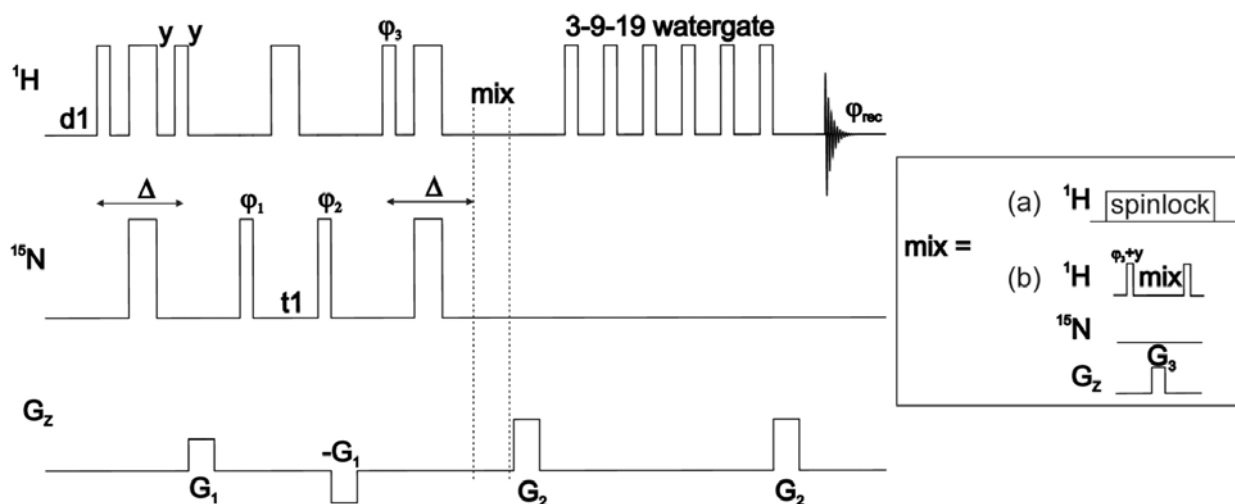 y y
φ₃
3-9-19 watergate
¹H
d1
mix
φrec
Δ
φ₁
φ₂
Δ
¹⁵N
t1
Gz
G₁
-G₁
G₂
G₂
mix =
(a) ¹H spinlock
φ₃+y
(b) ¹H mix
¹⁵N
G₃
Gz